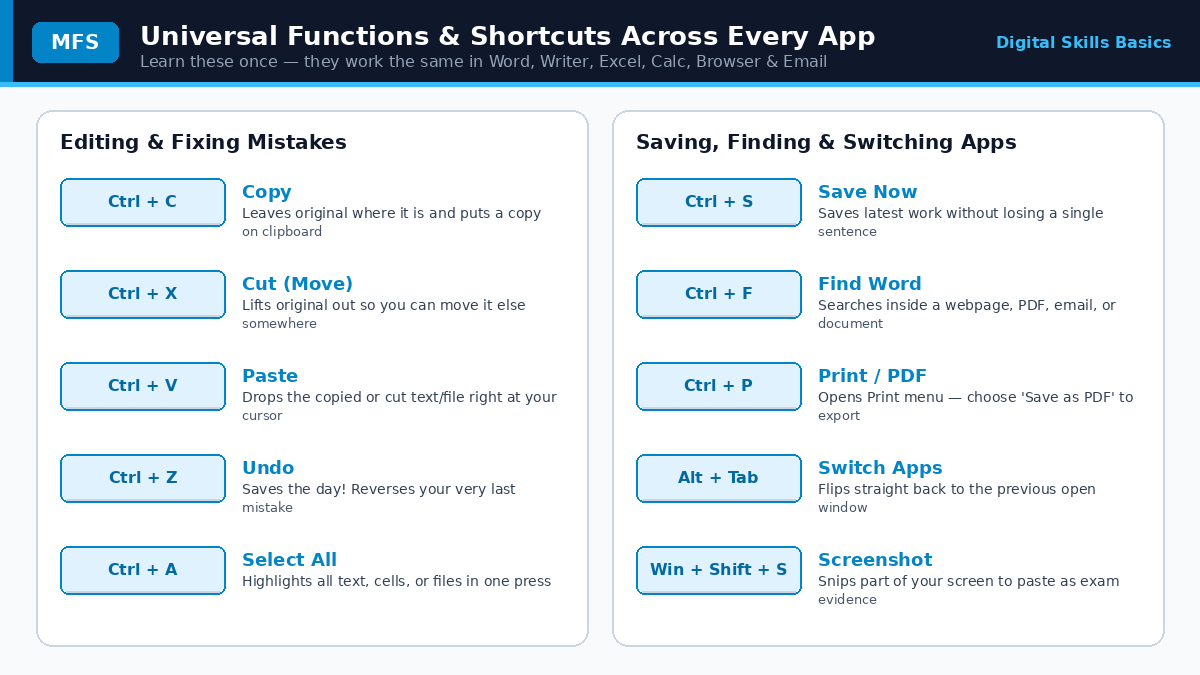 MFS
Universal Functions & Shortcuts Across Every App
Learn these once — they work the same in Word, Writer, Excel, Calc, Browser & Email
Digital Skills Basics
Editing & Fixing Mistakes
Ctrl + C
Copy
Leaves original where it is and puts a copy
on clipboard
Ctrl + X
Cut (Move)
Lifts original out so you can move it else
somewhere
Ctrl + V
Paste
Drops the copied or cut text/file right at your
cursor
Ctrl + Z
Undo
Saves the day! Reverses your very last
mistake
Ctrl + A
Select All
Highlights all text, cells, or files in one press
Saving, Finding & Switching Apps
Ctrl + S
Save Now
Saves latest work without losing a single
sentence
Ctrl + F
Find Word
Searches inside a webpage, PDF, email, or
document
Ctrl + P
Print / PDF
Opens Print menu — choose 'Save as PDF' to
export
Alt + Tab
Switch Apps
Flips straight back to the previous open
window
Win + Shift + S
Screenshot
Snips part of your screen to paste as exam
evidence